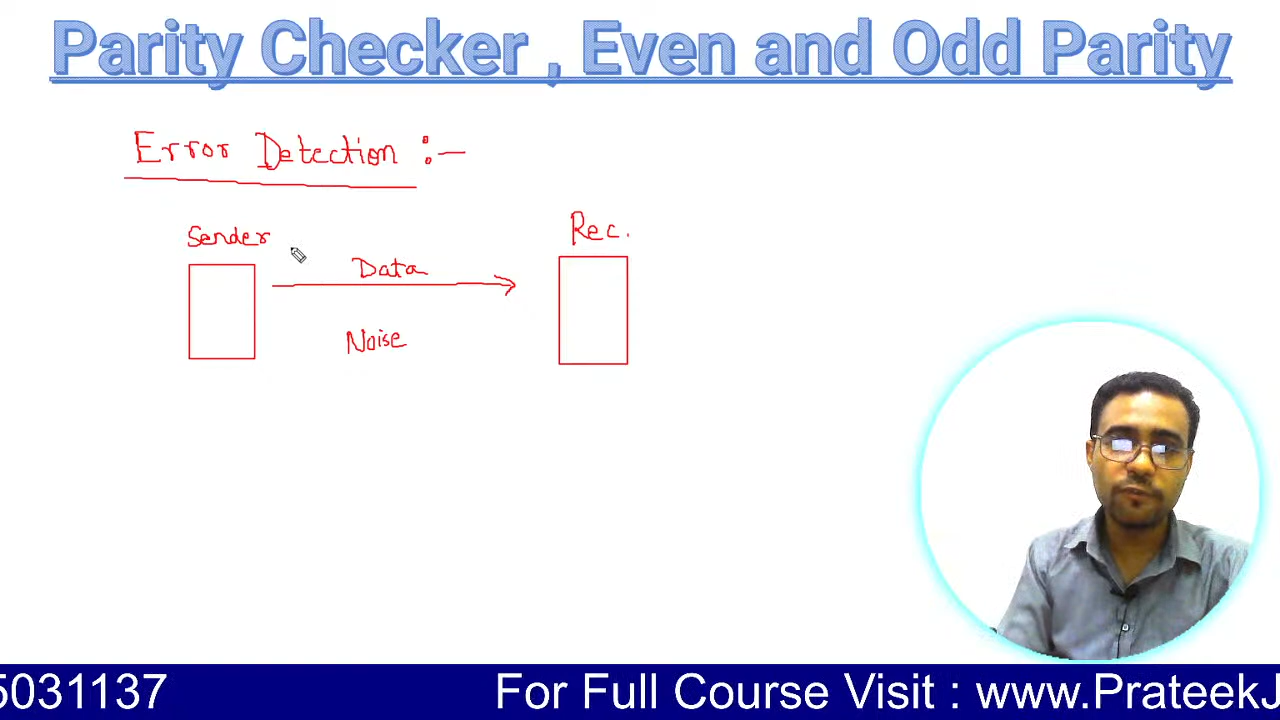 Parity Checker , Even and Odd Parity
Error Detection :-
Sender
Rec.
Data
Noise
5031137 For Full Course Visit : www.PrateekJ